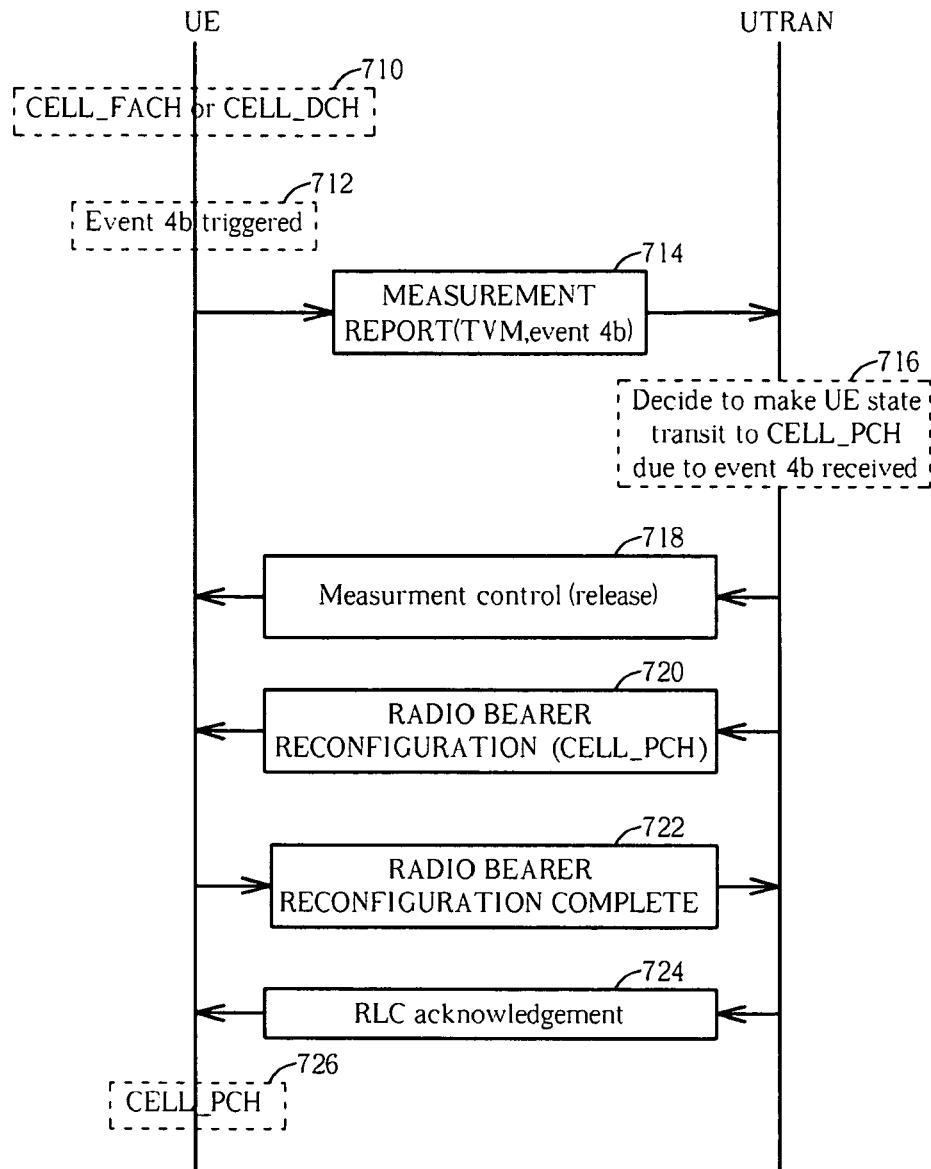 UE
UTRAN
710
CELL_FACH or CELL_DCH
712
Event 4b triggered
714
MEASUREMENT
REPORT(TVM,event 4b)
716
Decide to make UE state
transit to CELL_PCH
due to event 4b received
718
Measurment control (release)
720
RADIO BEARER
RECONFIGURATION (CELL_PCH)
722
RADIO BEARER
RECONFIGURATION COMPLETE
724
RLC acknowledgement
726
CELL_PCH